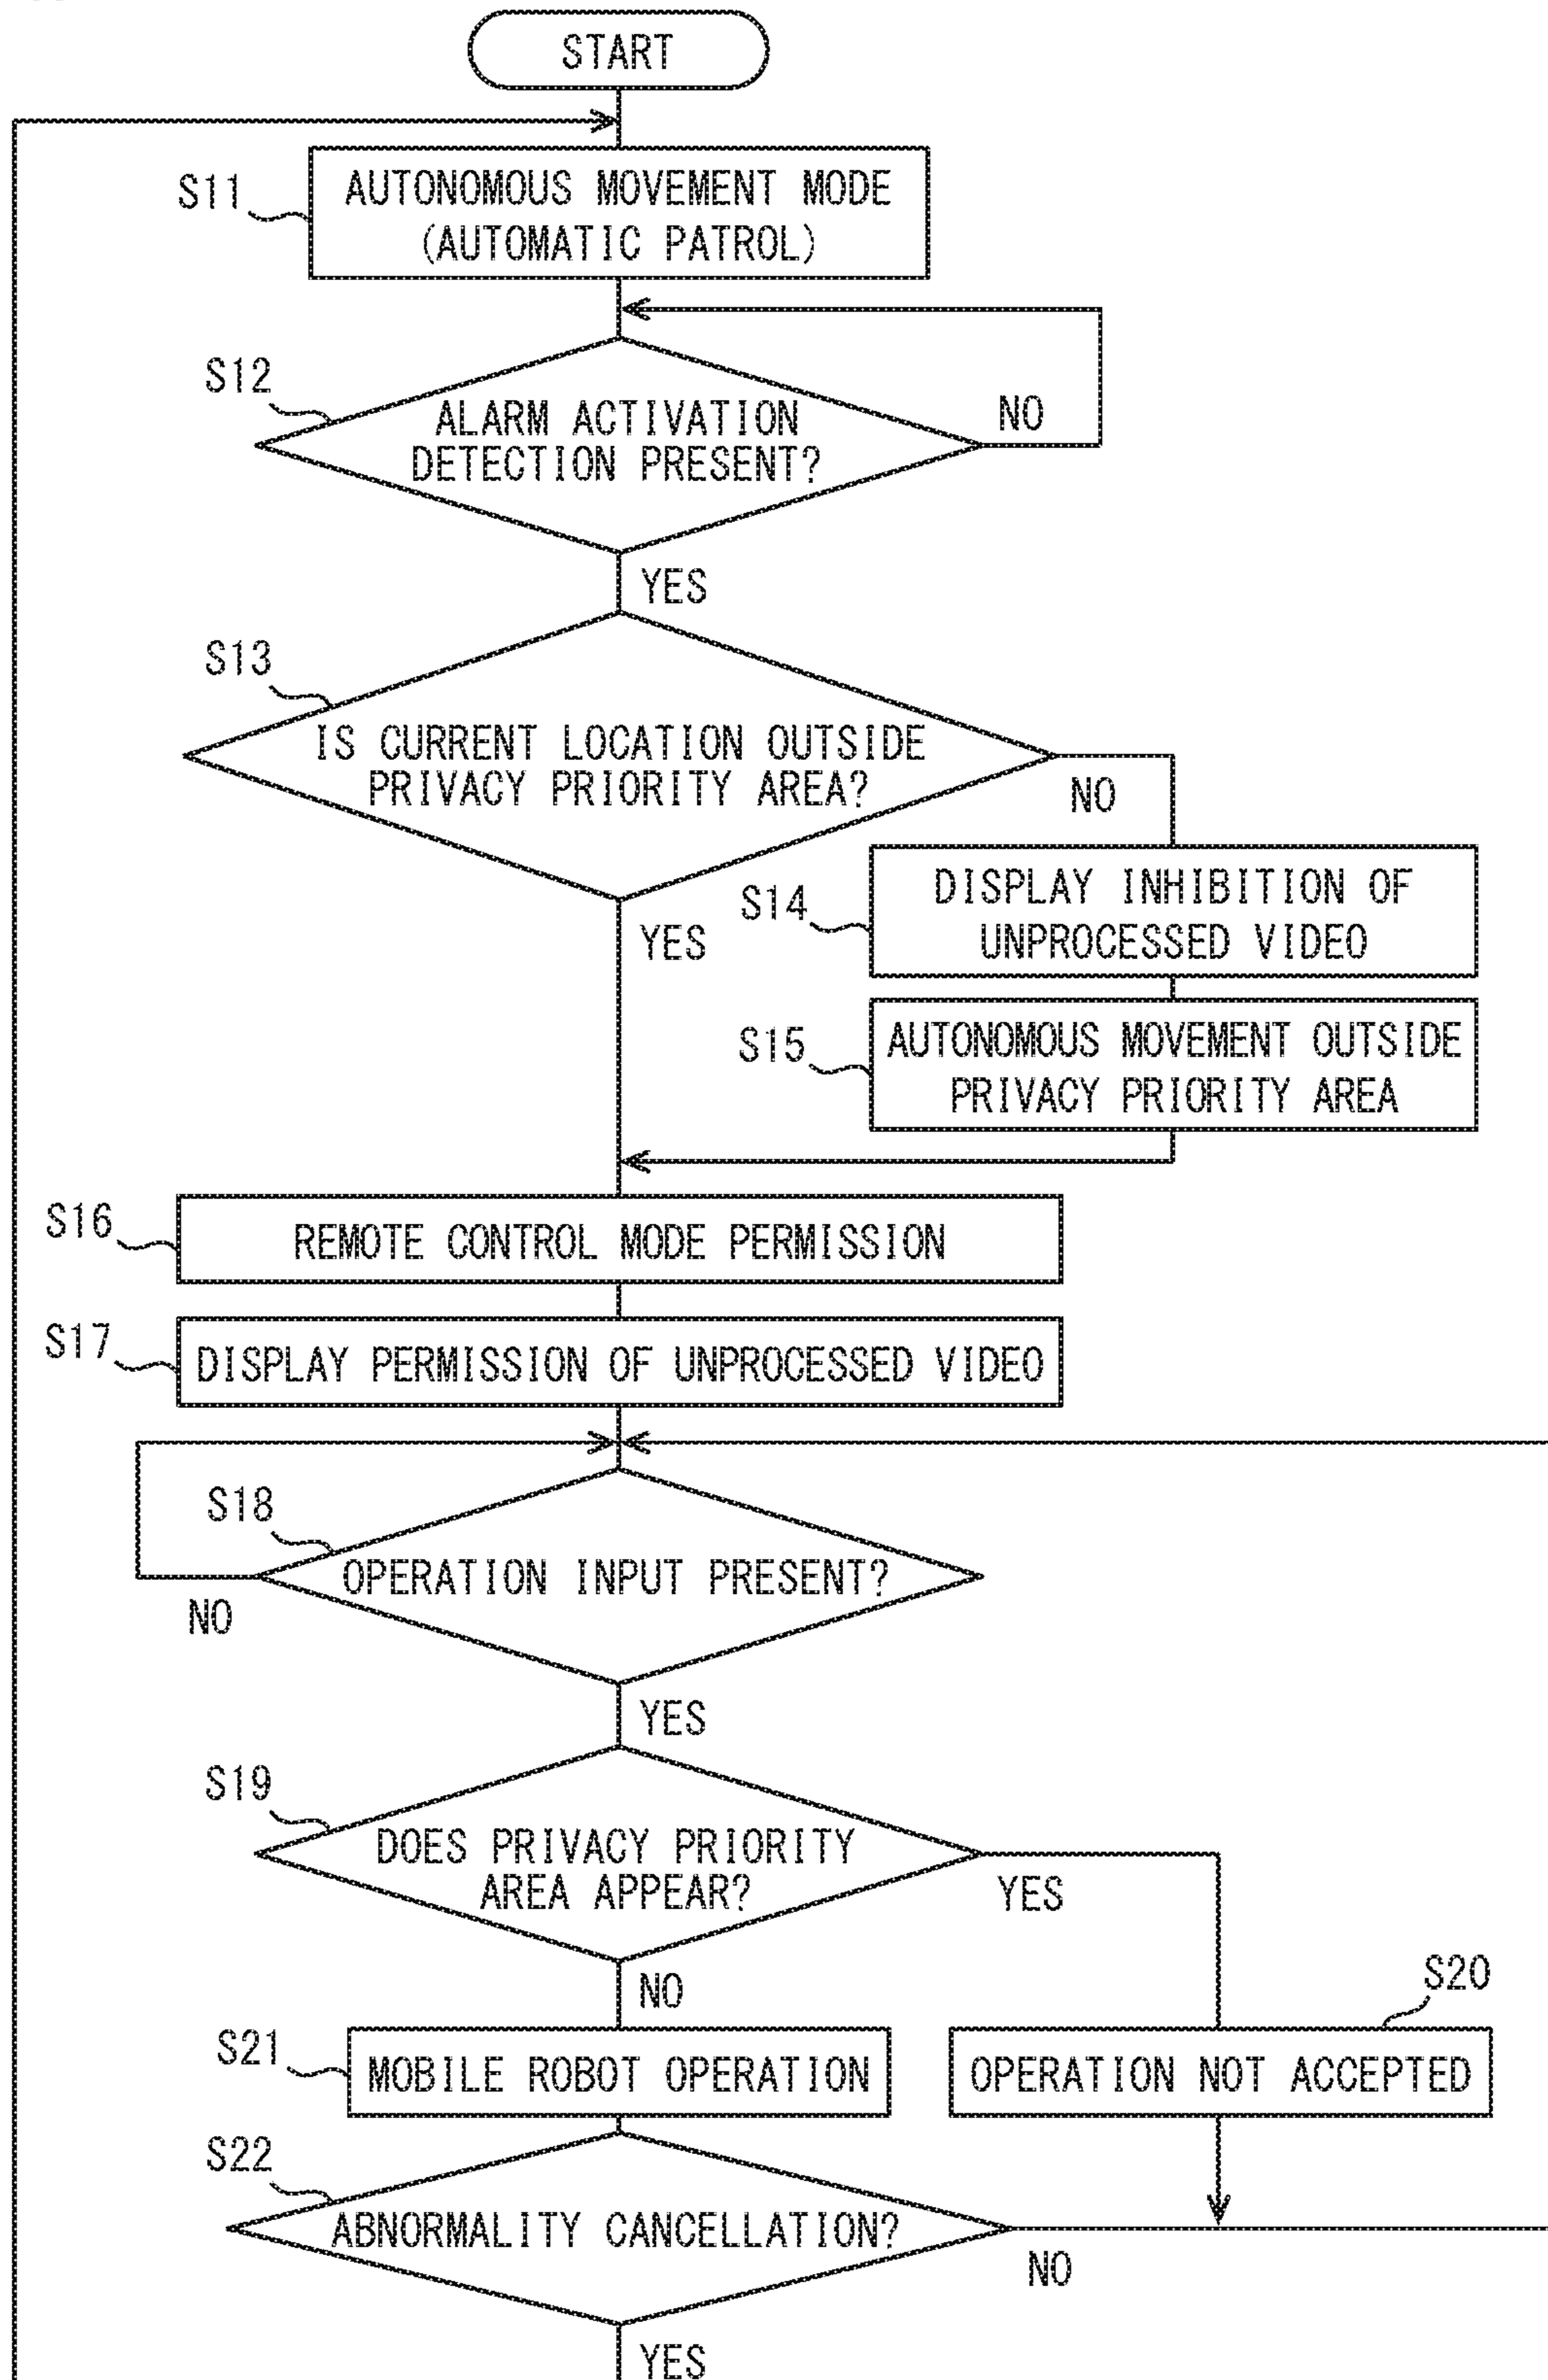 START
S11
AUTONOMOUS MOVEMENT MODE
(AUTOMATIC PATROL)
S12
ALARM ACTIVATION
DETECTION PRESENT?
NO
YES
S13
IS CURRENT LOCATION OUTSIDE
PRIVACY PRIORITY AREA?
NO
YES
S14
DISPLAY INHIBITION OF
UNPROCESSED VIDEO
S15
AUTONOMOUS MOVEMENT OUTSIDE
PRIVACY PRIORITY AREA
S16
REMOTE CONTROL MODE PERMISSION
S17
DISPLAY PERMISSION OF UNPROCESSED VIDEO
S18
OPERATION INPUT PRESENT?
NO
YES
S19
DOES PRIVACY PRIORITY
AREA APPEAR?
YES
NO
S20
OPERATION NOT ACCEPTED
S21
MOBILE ROBOT OPERATION
S22
ABNORMALITY CANCELLATION?
NO
YES